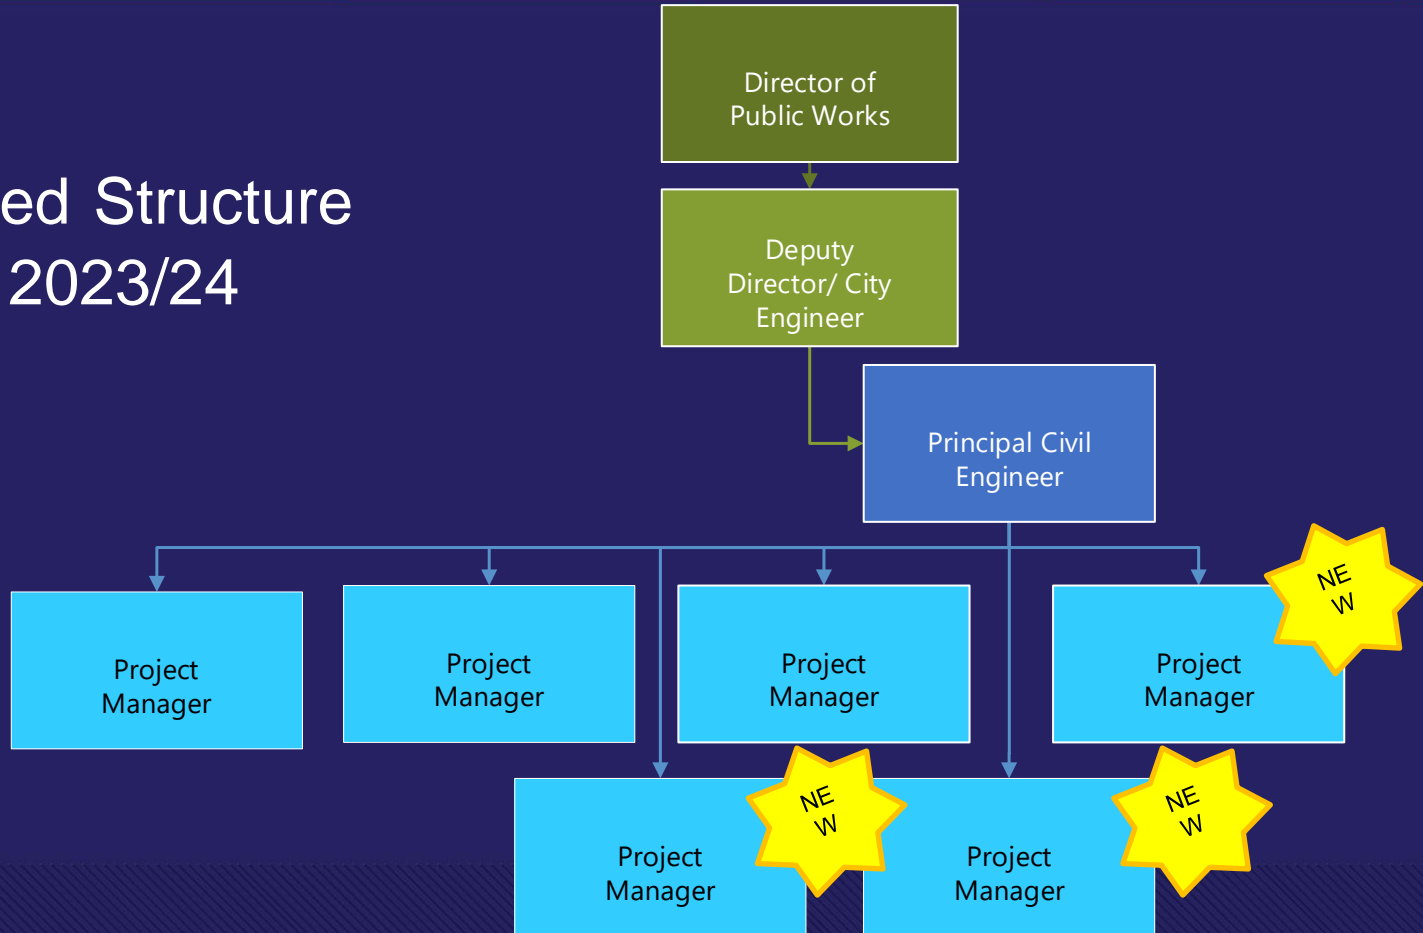 Director of
Public Works
ed Structure
2023/24
Deputy
Director/ City
Engineer
Principal Civil
Engineer
NE
W
Project
Manager
Project
Manager
Project
Manager
Project
Manager
NE
W
NE
W
Project
Manager
Project
Manager